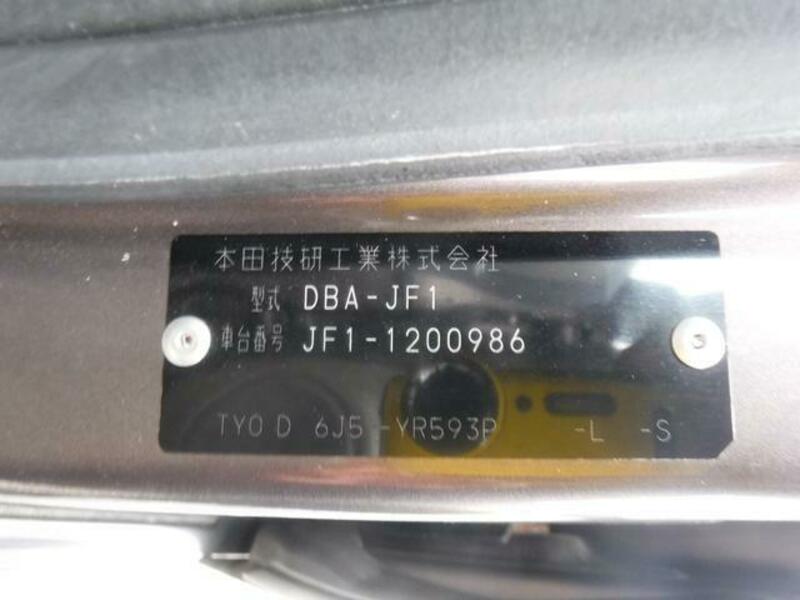 本田技研工業株式会社
型式 DBA-JF1
車台番号 JF1-1200986
TYO D 6J5 -YR593P -L -S